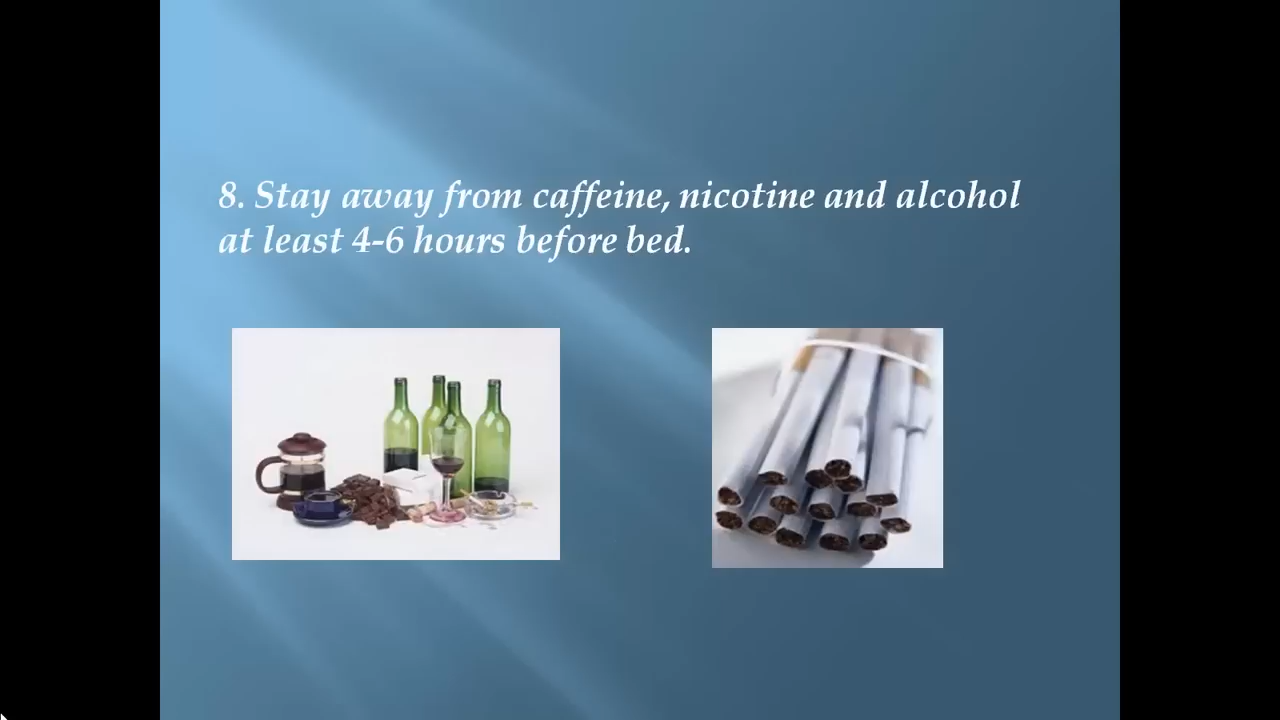 8. Stay away from caffeine, nicotine and alcohol
at least 4-6 hours before bed.